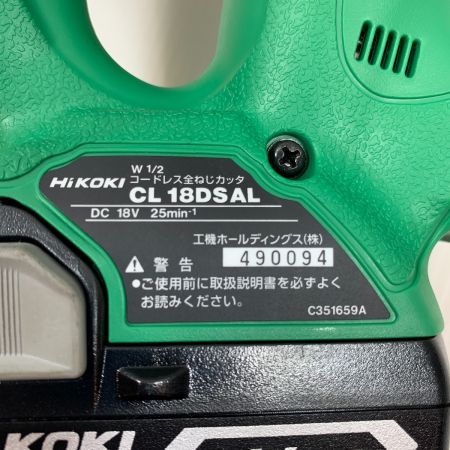 W 1/2
HiKOKI コードレス全ねじカッタ
CL 18DSAL
DC 18V 25min⁻¹
工機ホールディングス(株)
⚠ 警告 490094
●ご使用前に取扱説明書を必ずよく
お読みください。
C351659A
KOKI